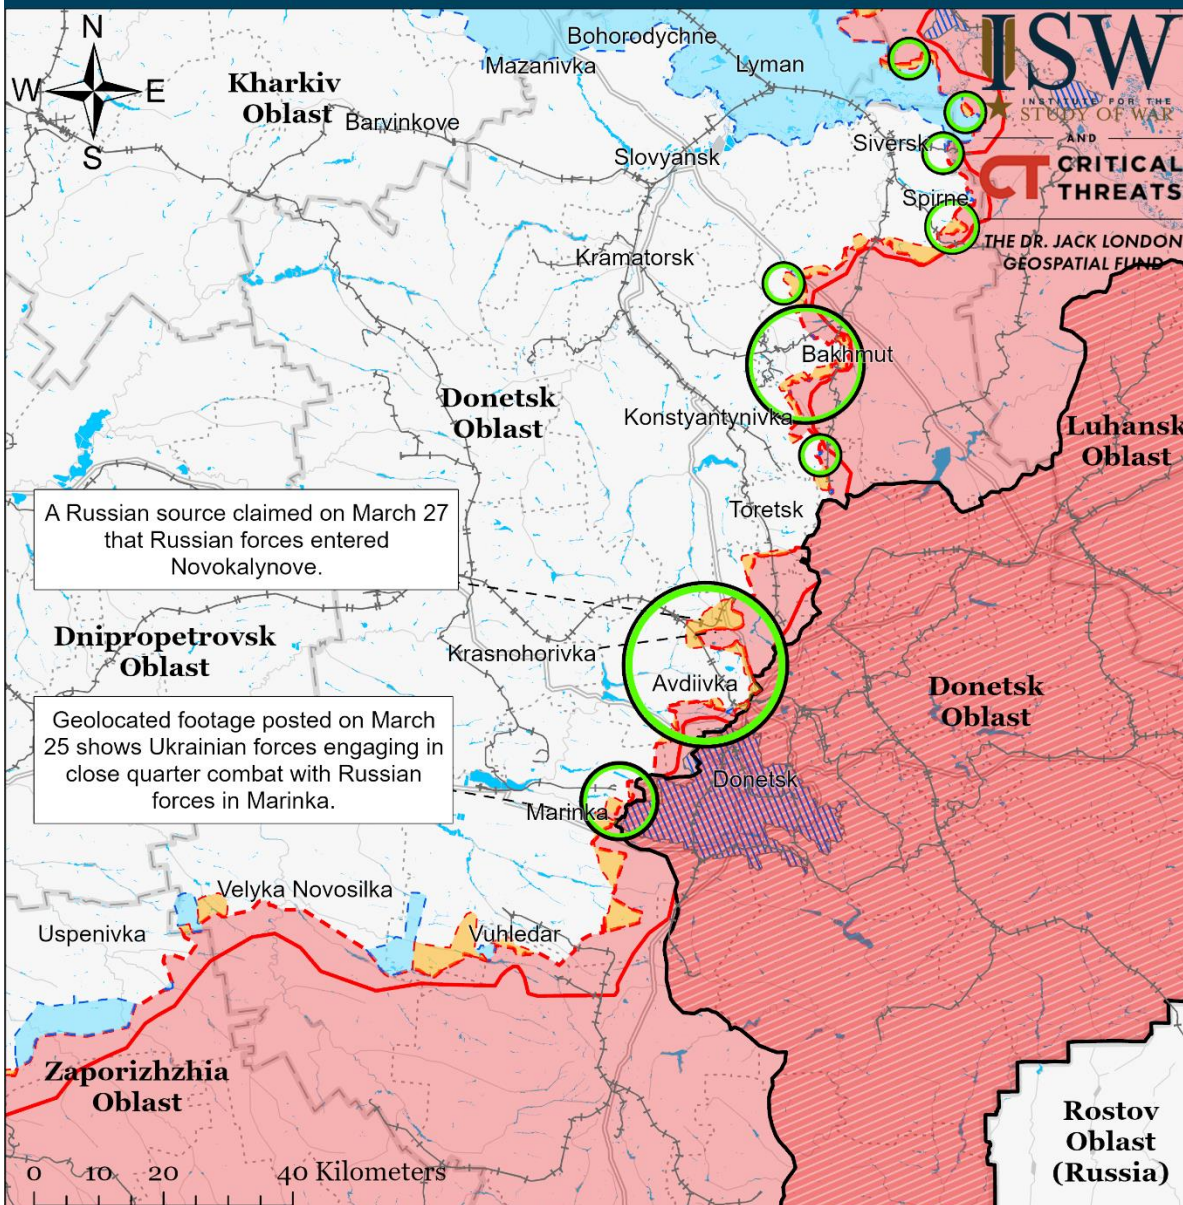 N
W
E
S
ISW
INSTITUTE FOR THE
STUDY OF WAR
AND
CT CRITICAL
THREATS
THE DR. JACK LONDON
GEOSPATIAL FUND
Bohorodychne
Mazanivka
Lyman
Kharkiv
Oblast
Barvinkove
Slovyansk
Siversk
Spirne
Kramatorsk
Bakhmut
Donetsk
Oblast
Konstyantynivka
Luhansk
Oblast
Toretsk
A Russian source claimed on March 27
that Russian forces entered
Novokalynove.
Dnipropetrovsk
Oblast
Krasnohorivka
Avdiivka
Donetsk
Oblast
Geolocated footage posted on March
25 shows Ukrainian forces engaging in
close quarter combat with Russian
forces in Marinka.
Donetsk
Marinka
Velyka Novosilka
Uspenivka
Vuhledar
Zaporizhzhia
Oblast
Rostov
Oblast
(Russia)
0 10 20 40 Kilometers